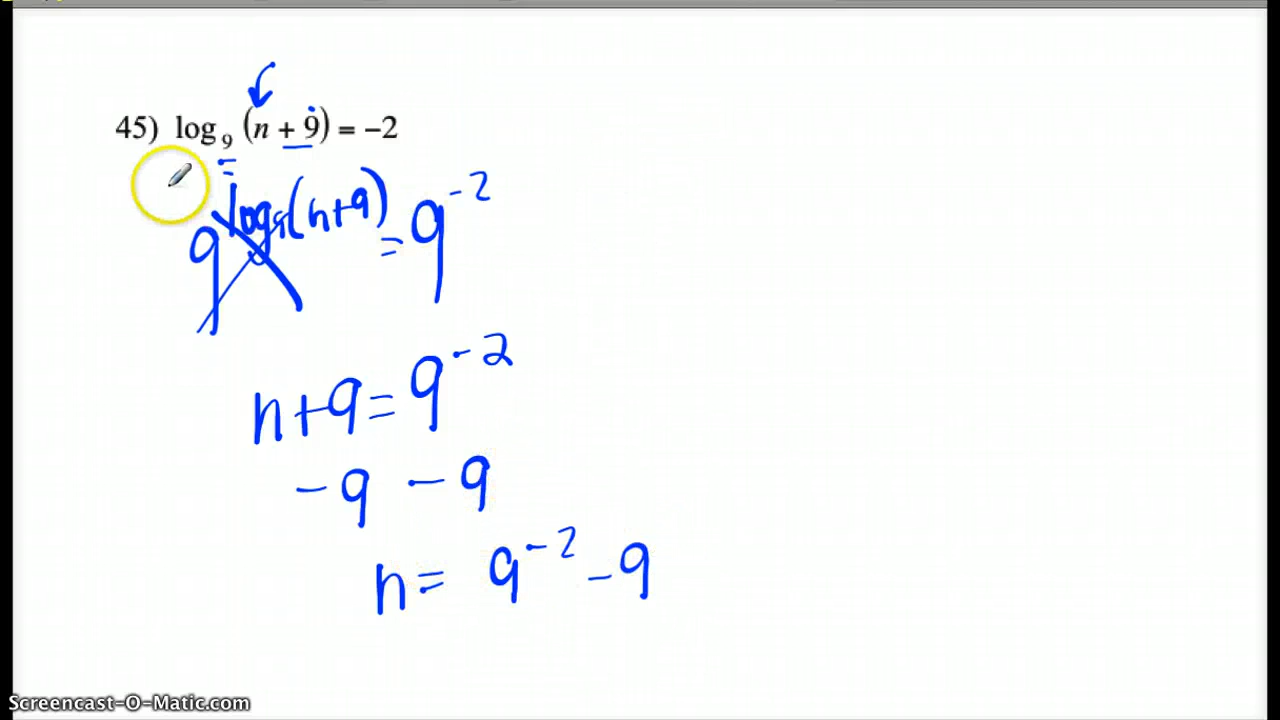 45) log₉ (n + 9) = −2
9^log₉(n+9) = 9^-2
n+9=9^-2
-9 -9
n= 9^-2 -9
Screencast-O-Matic.com